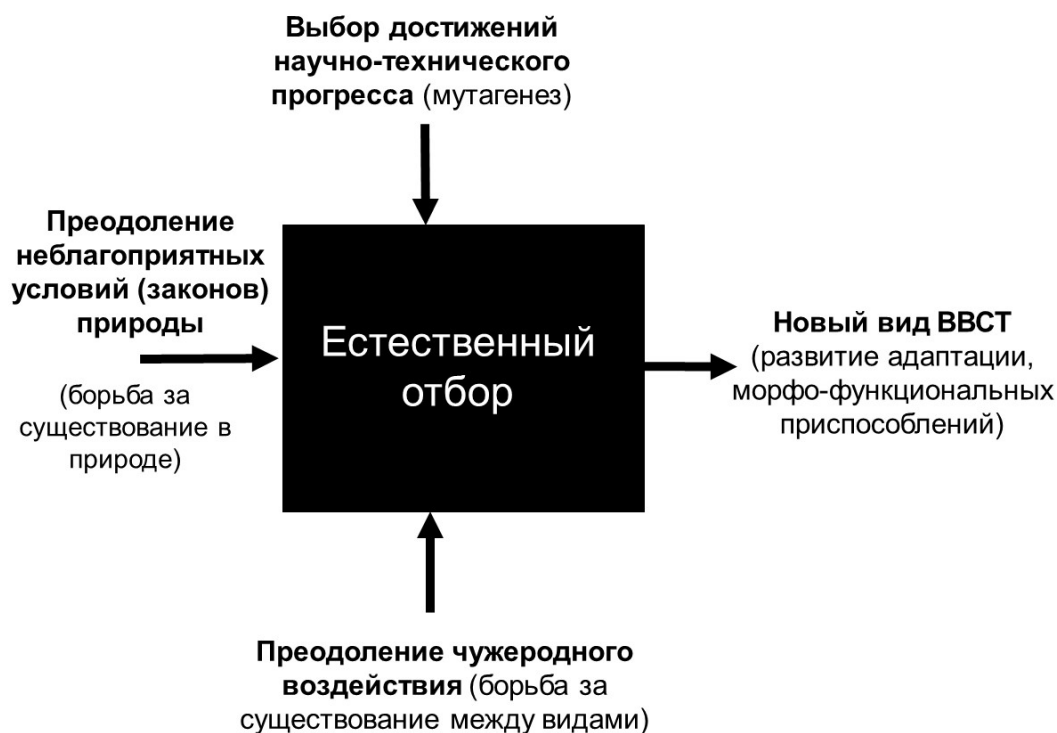 Выбор достижений
научно-технического
прогресса (мутагенез)
Преодоление
неблагоприятных
условий (законов)
природы
(борьба за
существование в
природе)
Естественный
отбор
Новый вид ВВСТ
(развитие адаптации,
морфо-функциональных
приспособлений)
Преодоление чужеродного
воздействия (борьба за
существование между видами)